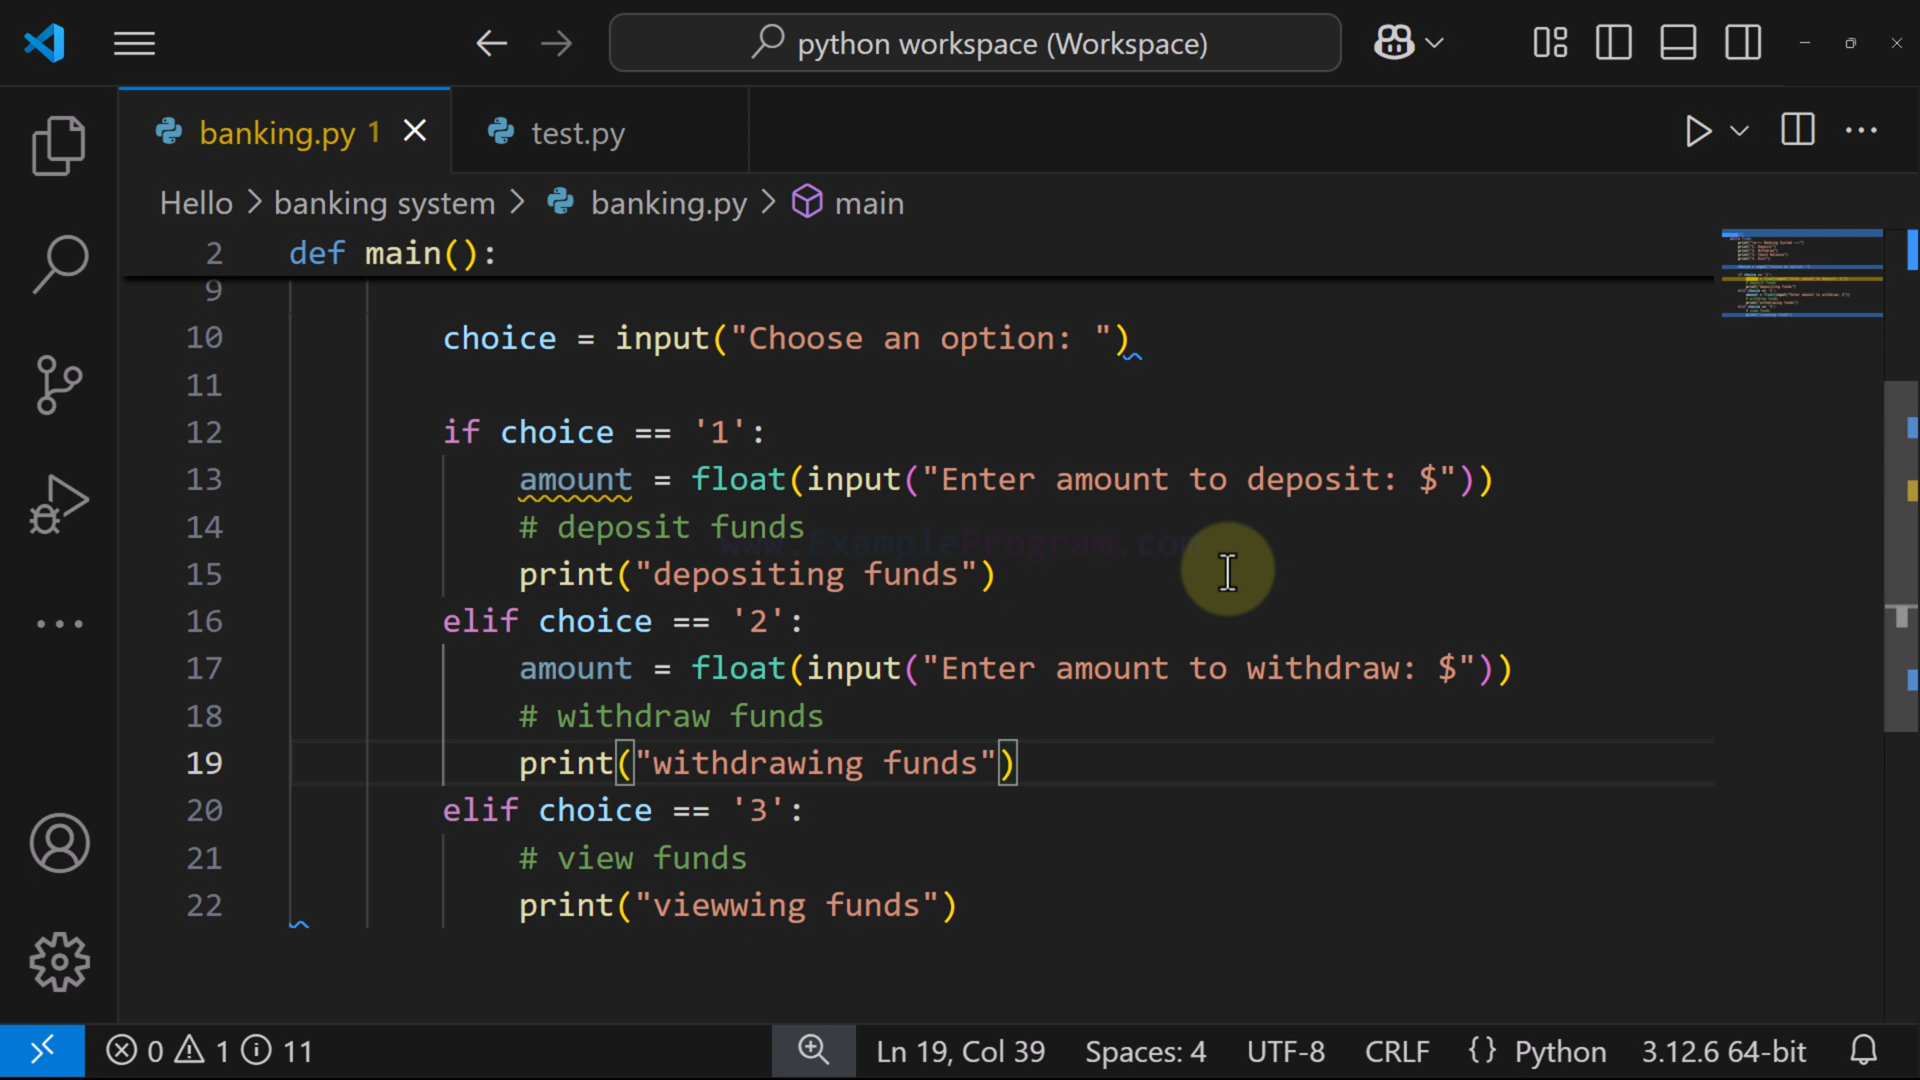 python workspace (Workspace)
banking.py 1
test.py
Hello > banking system > banking.py > main
2 def main():
9
10 choice = input("Choose an option: ")
11
12 if choice == '1':
13 amount = float(input("Enter amount to deposit: $"))
14 # deposit funds
www.ExampleProgram.com
15 print("depositing funds")
16 elif choice == '2':
17 amount = float(input("Enter amount to withdraw: $"))
18 # withdraw funds
19 print("withdrawing funds")
20 elif choice == '3':
21 # view funds
22 print("viewwing funds")
0 1 11 Ln 19, Col 39 Spaces: 4 UTF-8 CRLF {} Python 3.12.6 64-bit